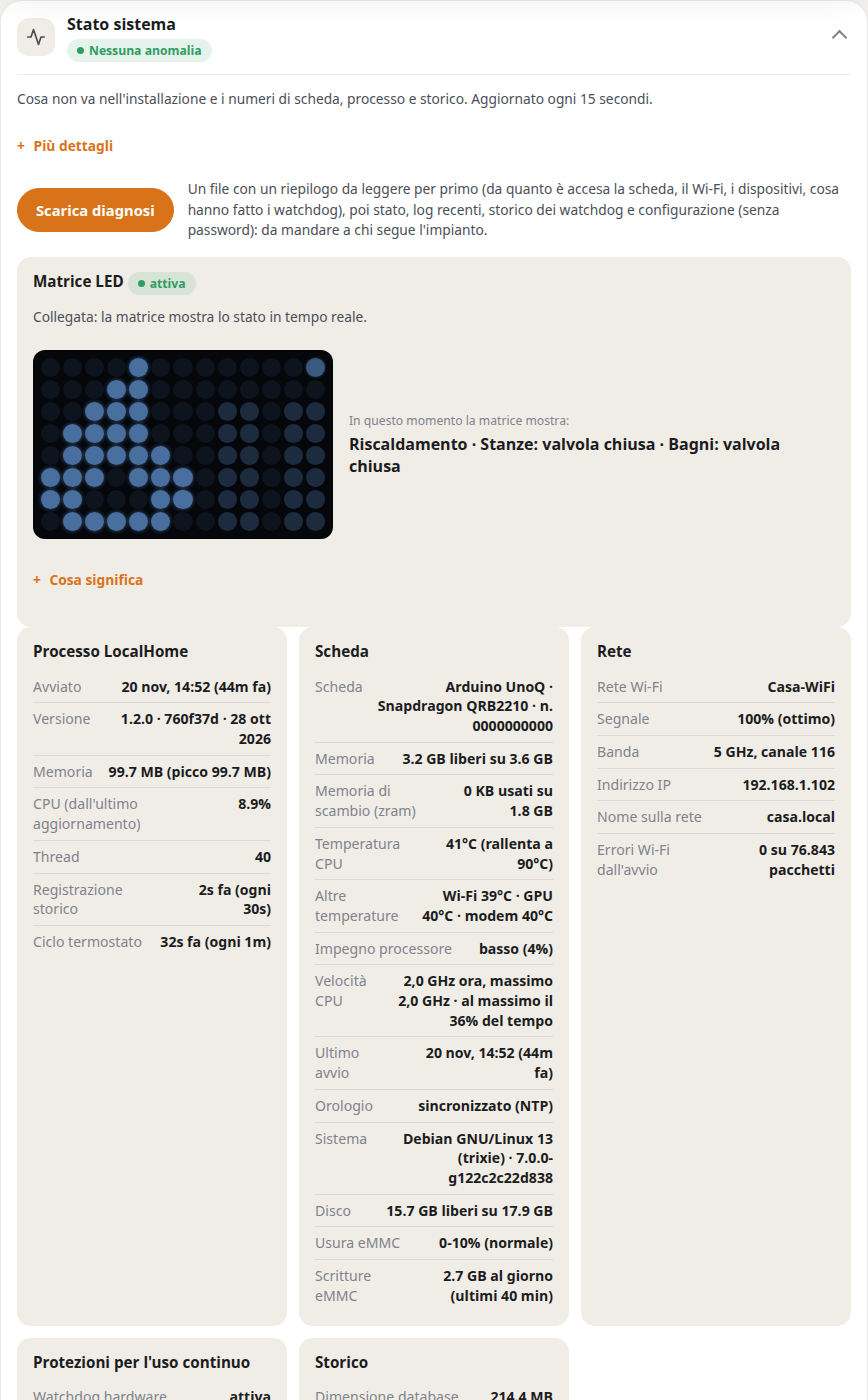 Stato sistema
Nessuna anomalia
Cosa non va nell'installazione e i numeri di scheda, processo e storico. Aggiornato ogni 15 secondi.
+ Più dettagli
Scarica diagnosi
Un file con un riepilogo da leggere per primo (da quanto è accesa la scheda, il Wi-Fi, i dispositivi, cosa
hanno fatto i watchdog), poi stato, log recenti, storico dei watchdog e configurazione (senza
password): da mandare a chi segue l'impianto.
Matrice LED attiva
Collegata: la matrice mostra lo stato in tempo reale.
In questo momento la matrice mostra:
Riscaldamento · Stanze: valvola chiusa · Bagni: valvola
chiusa
+ Cosa significa
Processo LocalHome
Avviato 20 nov, 14:52 (44m fa)
Versione 1.2.0 · 760f37d · 28 ott
2026
Memoria 99.7 MB (picco 99.7 MB)
CPU (dall'ultimo 8.9%
aggiornamento)
Thread 40
Registrazione 2s fa (ogni
storico 30s)
Ciclo termostato 32s fa (ogni 1m)
Scheda
Scheda Arduino UnoQ ·
Snapdragon QRB2210 · n.
0000000000
Memoria 3.2 GB liberi su 3.6 GB
Memoria di 0 KB usati su
scambio (zram) 1.8 GB
Temperatura 41°C (rallenta a
CPU 90°C)
Altre Wi-Fi 39°C · GPU
temperature 40°C · modem 40°C
Impegno processore basso (4%)
Velocità 2,0 GHz ora, massimo
CPU 2,0 GHz · al massimo il
36% del tempo
Ultimo 20 nov, 14:52 (44m
avvio fa)
Orologio sincronizzato (NTP)
Sistema Debian GNU/Linux 13
(trixie) · 7.0.0-
g122c2c22d838
Disco 15.7 GB liberi su 17.9 GB
Usura eMMC 0-10% (normale)
Scritture 2.7 GB al giorno
eMMC (ultimi 40 min)
Rete
Rete Wi-Fi Casa-WiFi
Segnale 100% (ottimo)
Banda 5 GHz, canale 116
Indirizzo IP 192.168.1.102
Nome sulla rete casa.local
Errori Wi-Fi 0 su 76.843
dall'avvio pacchetti
Protezioni per l'uso continuo
Watchdog hardware attiva
Storico
Dimensione database 214.4 MB